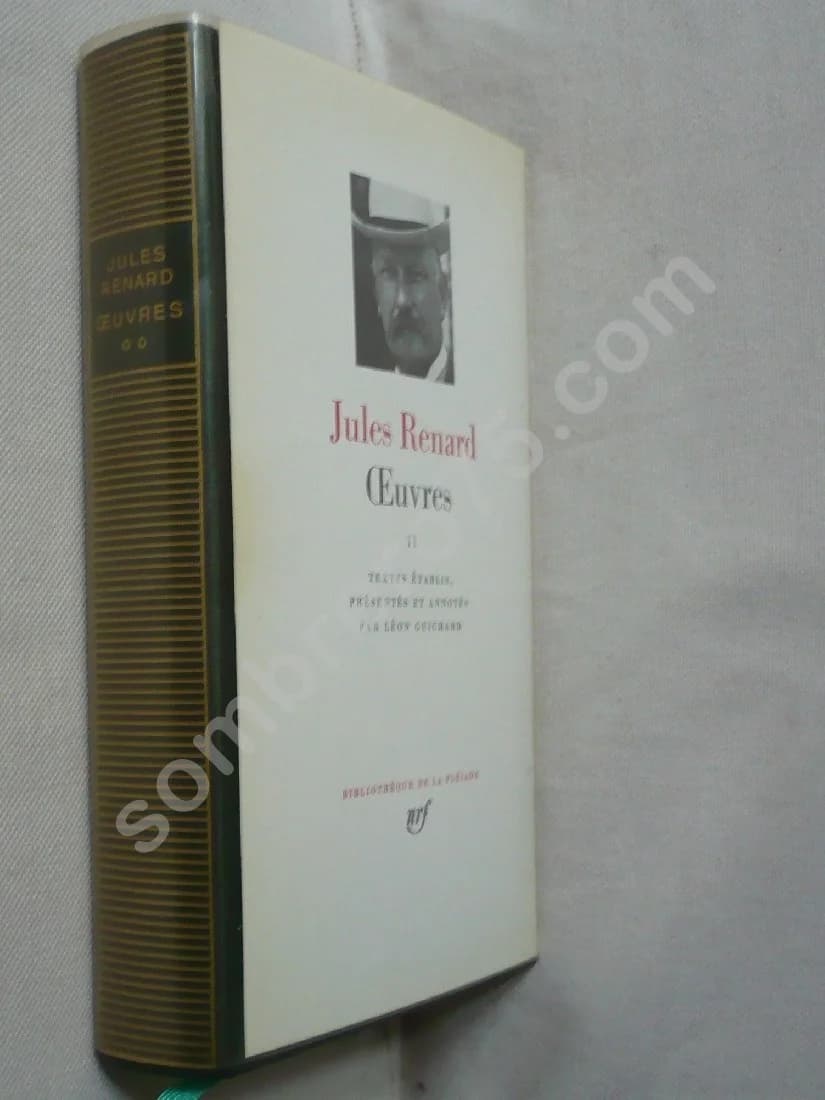 JULES
RENARD
ŒUVRES
Jules Renard
Œuvres
II
TEXTES ÉTABLIS,
PRÉSENTÉS ET ANNOTÉS
PAR LÉON GUICHARD
BIBLIOTHÈQUE DE LA PLÉIADE
nrf